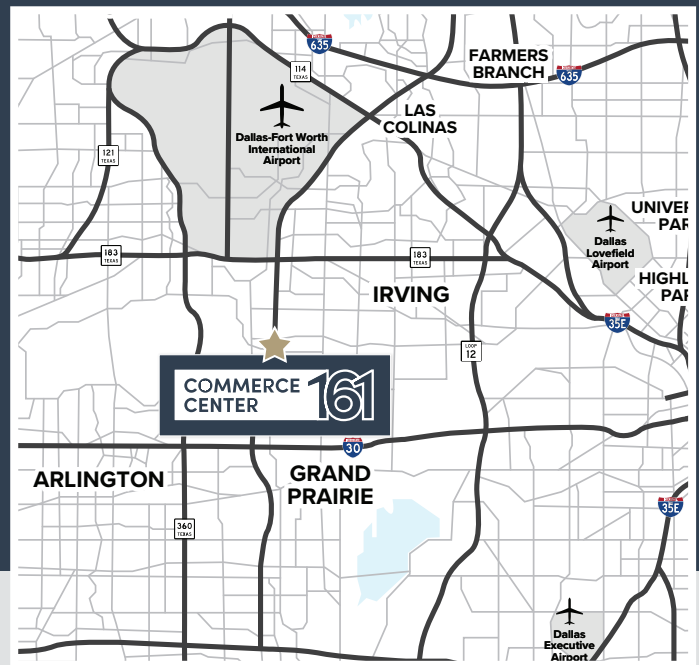 635
FARMERS
BRANCH
635
114
TEXAS
LAS
COLINAS
Dallas-Fort Worth
International
Airport
121
TEXAS
UNIVER
PAR
Dallas
Lovefield
Airport
183
TEXAS
183
TEXAS
HIGHL
PAR
IRVING
35E
LOOP
12
COMMERCE
CENTER
161
30
ARLINGTON
GRAND
PRAIRIE
35E
360
TEXAS
Dallas
Executive
Airport